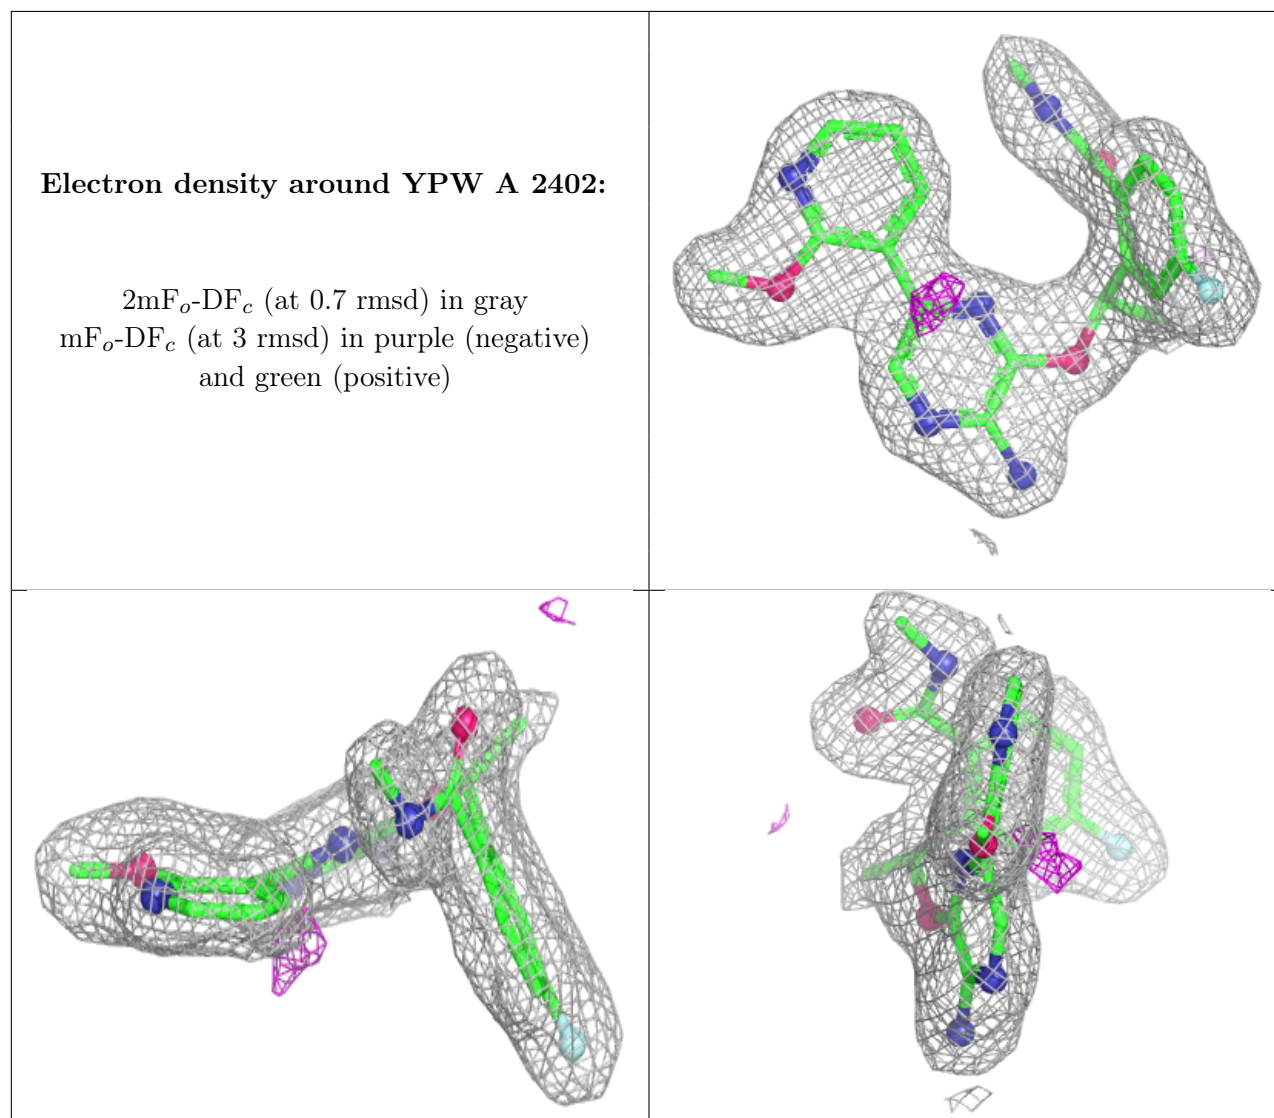 Electron density around YPW A 2402:
2mFo-DFc (at 0.7 rmsd) in gray
mFo-DFc (at 3 rmsd) in purple (negative)
and green (positive)